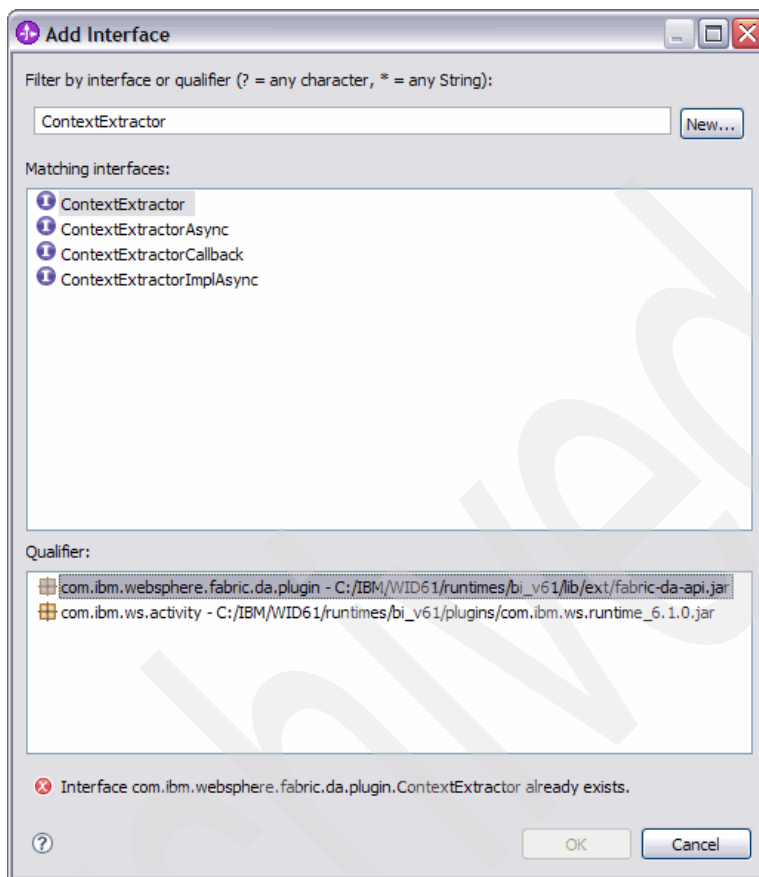 Add Interface
Filter by interface or qualifier (? = any character, * = any String):
ContextExtractor
New...
Matching interfaces:
ContextExtractor
ContextExtractorAsync
ContextExtractorCallback
ContextExtractorImplAsync
Qualifier:
com.ibm.websphere.fabric.da.plugin - C:/IBM/WID61/runtimes/bi_v61/lib/ext/fabric-da-api.jar
com.ibm.ws.activity - C:/IBM/WID61/runtimes/bi_v61/plugins/com.ibm.ws.runtime_6.1.0.jar
Interface com.ibm.websphere.fabric.da.plugin.ContextExtractor already exists.
OK Cancel